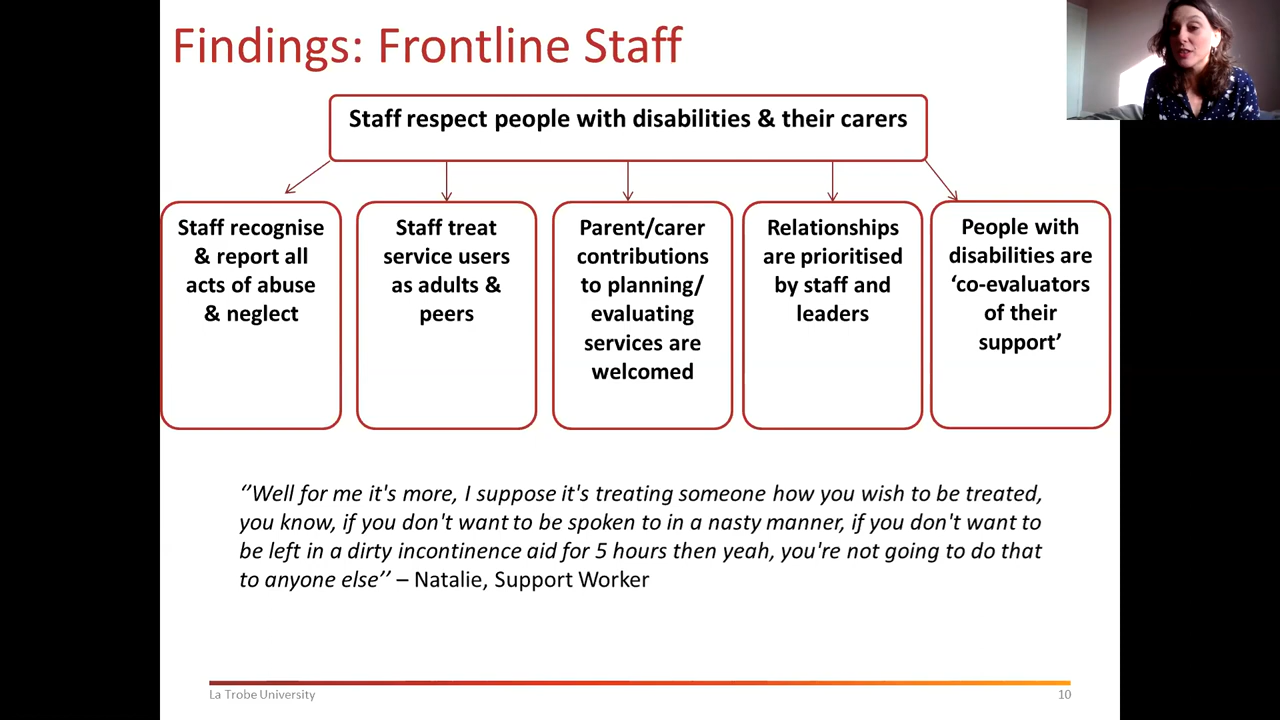 Findings: Frontline Staff
Staff respect people with disabilities & their carers
Staff recognise
& report all
acts of abuse
& neglect
Staff treat
service users
as adults &
peers
Parent/carer
contributions
to planning/
evaluating
services are
welcomed
Relationships
are prioritised
by staff and
leaders
People with
disabilities are
‘co-evaluators
of their
support’
‘’Well for me it's more, I suppose it's treating someone how you wish to be treated,
you know, if you don't want to be spoken to in a nasty manner, if you don't want to
be left in a dirty incontinence aid for 5 hours then yeah, you're not going to do that
to anyone else’’ – Natalie, Support Worker
La Trobe University
10